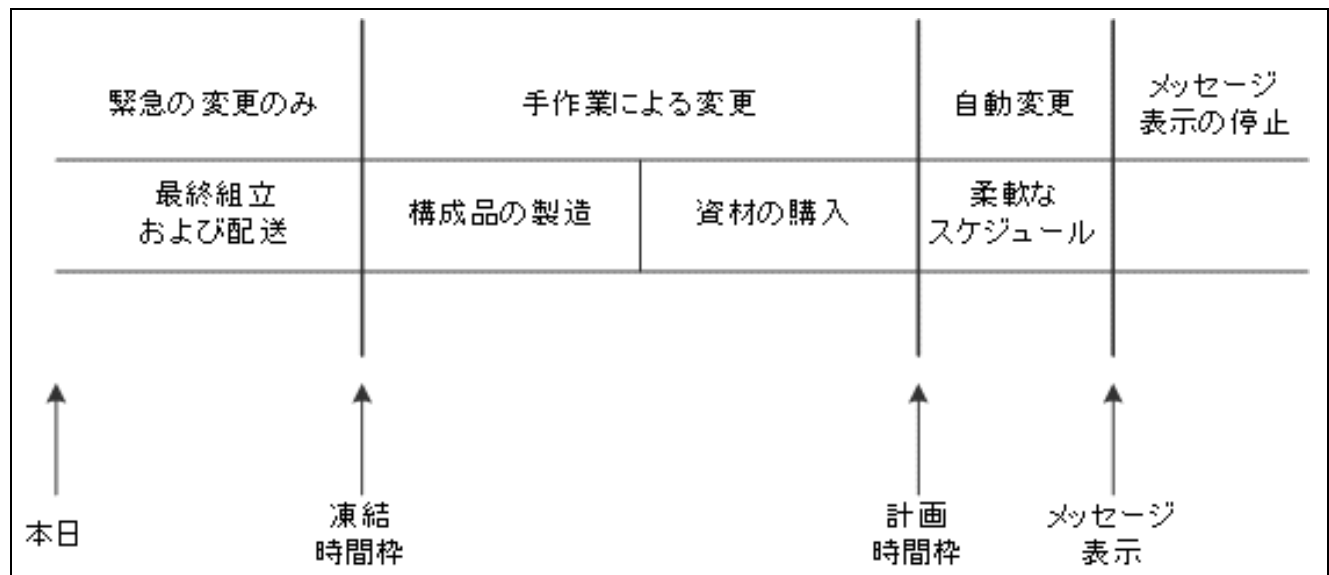 緊急の変更のみ
手作業による変更
自動変更
メッセージ
表示の停止
最終組立
および配送
構成品の製造
資材の購入
柔軟な
スケジュール
本日
凍結
時間枠
計画
時間枠
メッセージ
表示